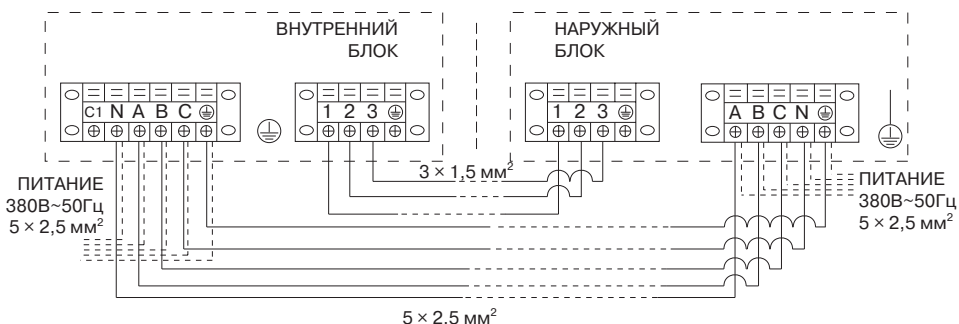 ВНУТРЕННИЙ
БЛОК
НАРУЖНЫЙ
БЛОК
C1 N A B C
1 2 3
1 2 3
A B C N
3 × 1,5 мм²
ПИТАНИЕ
380В~50Гц
5 × 2,5 мм²
ПИТАНИЕ
380В~50Гц
5 × 2,5 мм²
5 × 2,5 мм²